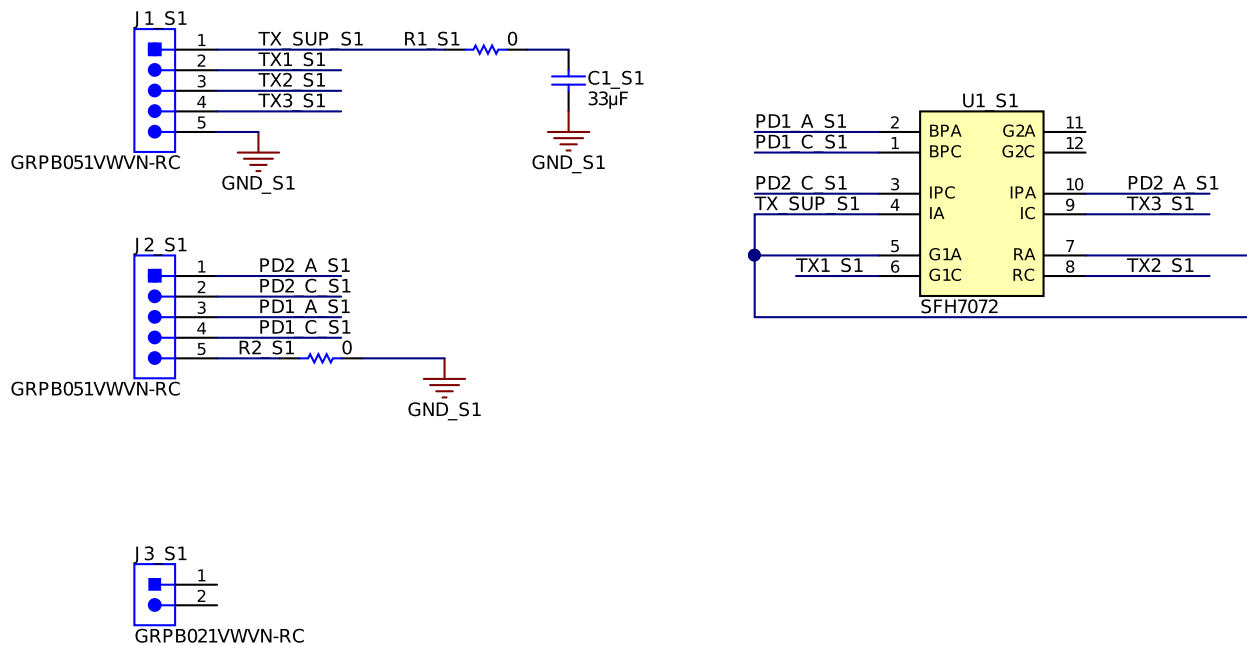 J1_S1
1 TX_SUP_S1 R1_S1 0
2 TX1_S1
3 TX2_S1
4 TX3_S1
5
GRPB051VWVN-RC
GND_S1
C1_S1
33µF
GND_S1
J2_S1
1 PD2_A_S1
2 PD2_C_S1
3 PD1_A_S1
4 PD1_C_S1
5 R2_S1 0
GRPB051VWVN-RC
GND_S1
J3_S1
1
2
GRPB021VWVN-RC
U1_S1
PD1_A_S1 2 BPA G2A 11
PD1_C_S1 1 BPC G2C 12
PD2_C_S1 3 IPC IPA 10 PD2_A_S1
TX_SUP_S1 4 IA IC 9 TX3_S1
5 G1A RA 7
TX1_S1 6 G1C RC 8 TX2_S1
SFH7072